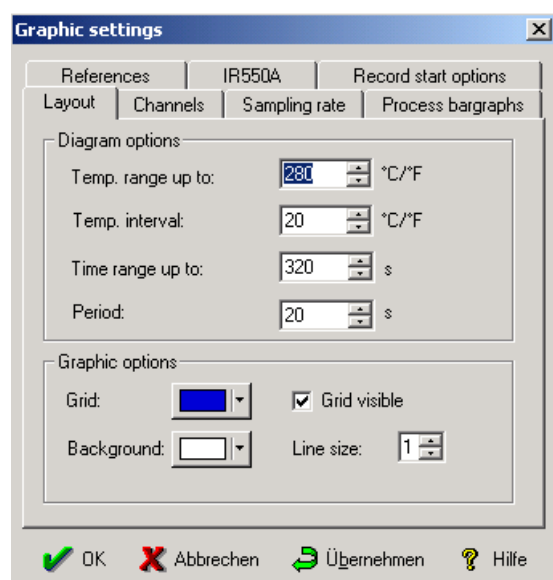 Graphic settings
References IR550A Record start options
Layout Channels Sampling rate Process bargraphs
Diagram options
Temp. range up to: 280 °C/°F
Temp. interval: 20 °C/°F
Time range up to: 320 s
Period: 20 s
Graphic options
Grid: Grid visible
Background: Line size: 1
OK Abbrechen Übernehmen Hilfe